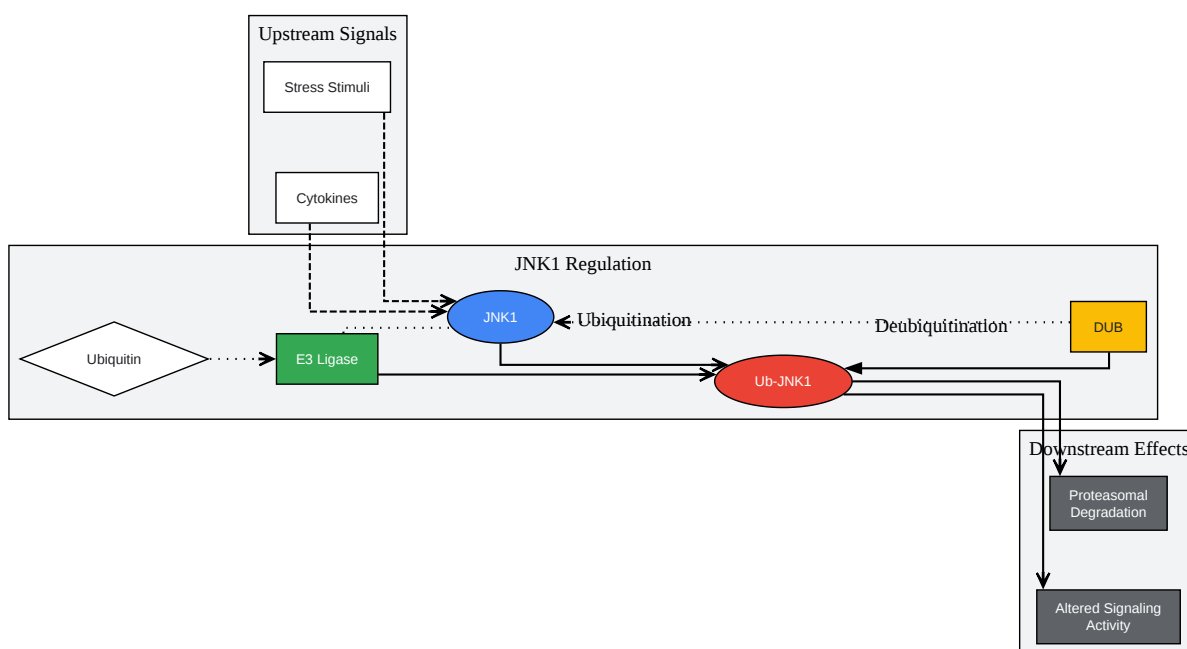 Upstream Signals
Stress Stimuli
Cytokines
JNK1 Regulation
JNK1
Ubiquitination
Deubiquitination
DUB
Ubiquitin
E3 Ligase
Ub-JNK1
Downstream Effects
Proteasomal
Degradation
Altered Signaling
Activity